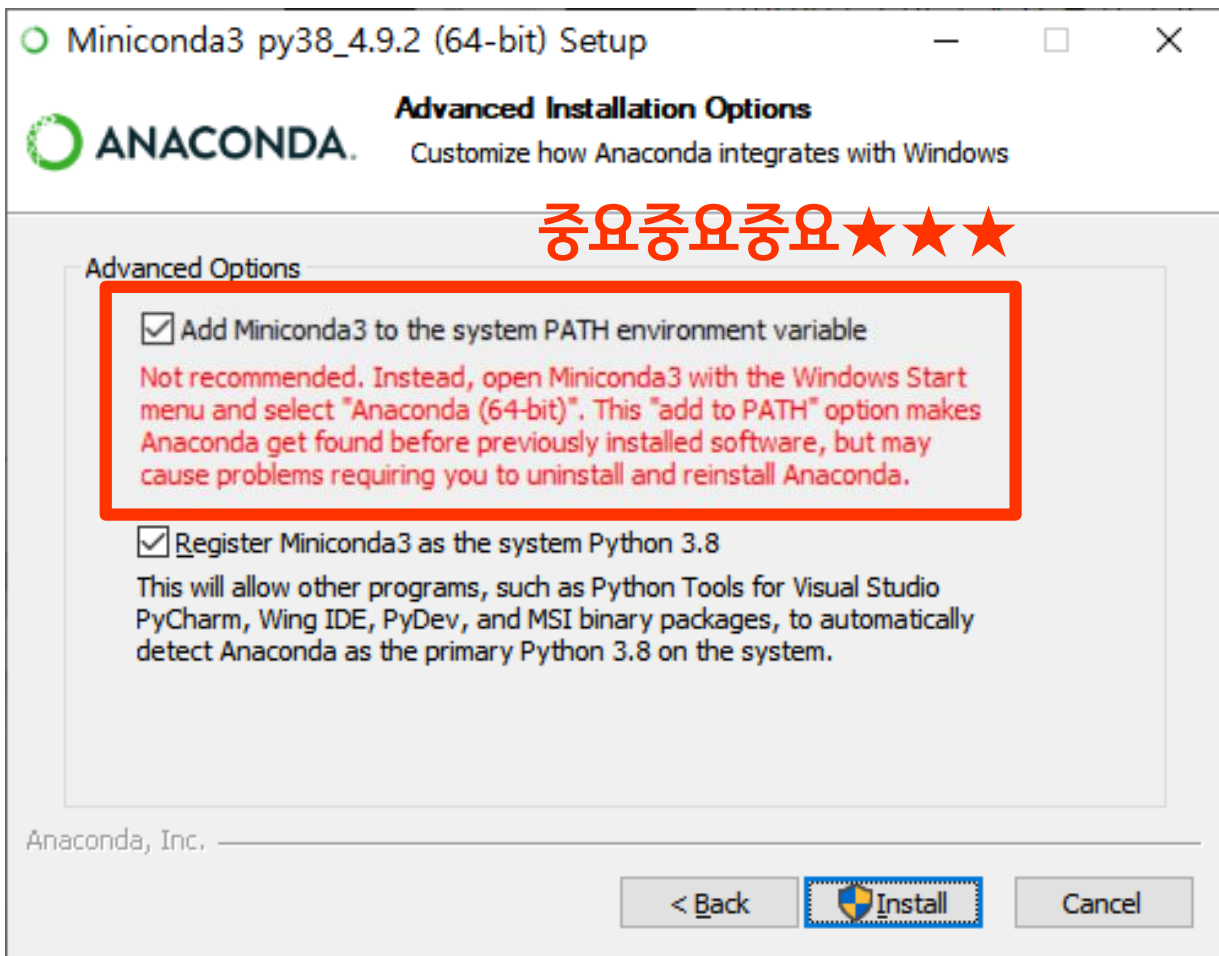 Miniconda3 py38_4.9.2 (64-bit) Setup
ANACONDA.
Advanced Installation Options
Customize how Anaconda integrates with Windows
중요중요중요★★★
Advanced Options
Add Miniconda3 to the system PATH environment variable
Not recommended. Instead, open Miniconda3 with the Windows Start
menu and select "Anaconda (64-bit)". This "add to PATH" option makes
Anaconda get found before previously installed software, but may
cause problems requiring you to uninstall and reinstall Anaconda.
Register Miniconda3 as the system Python 3.8
This will allow other programs, such as Python Tools for Visual Studio
PyCharm, Wing IDE, PyDev, and MSI binary packages, to automatically
detect Anaconda as the primary Python 3.8 on the system.
Anaconda, Inc.
< Back
Install
Cancel